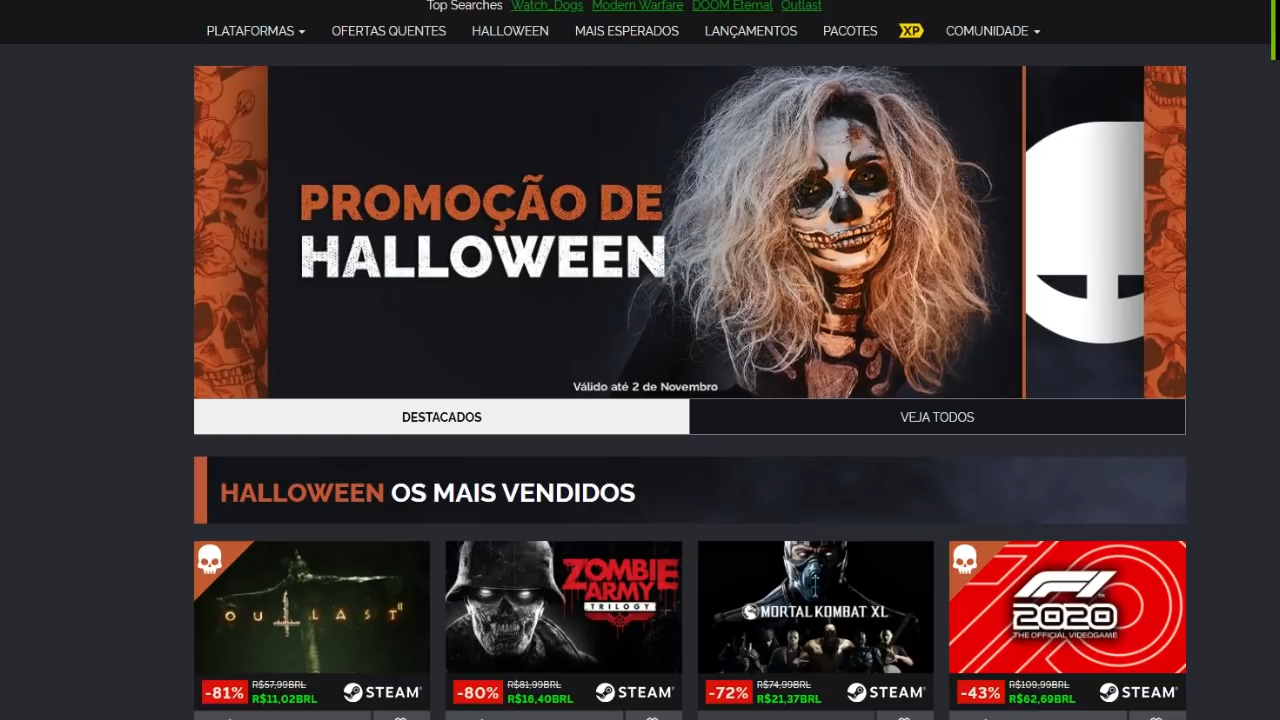 Top Searches Watch_Dogs Modern Warfare DOOM Eternal Outlast
PLATAFORMAS OFERTAS QUENTES HALLOWEEN MAIS ESPERADOS LANÇAMENTOS PACOTES XP COMUNIDADE
PROMOÇÃO DE
HALLOWEEN
Válido até 2 de Novembro
DESTACADOS VEJA TODOS
HALLOWEEN OS MAIS VENDIDOS
OUTLAST II
ZOMBIE
ARMY
TRILOGY
MORTAL KOMBAT XL
F1
2020
THE OFFICIAL VIDEOGAME
-81% R$57,99BRL R$11,02BRL STEAM
-80% R$81,99BRL R$16,40BRL STEAM
-72% R$74,99BRL R$21,37BRL STEAM
-43% R$109,99BRL R$62,69BRL STEAM